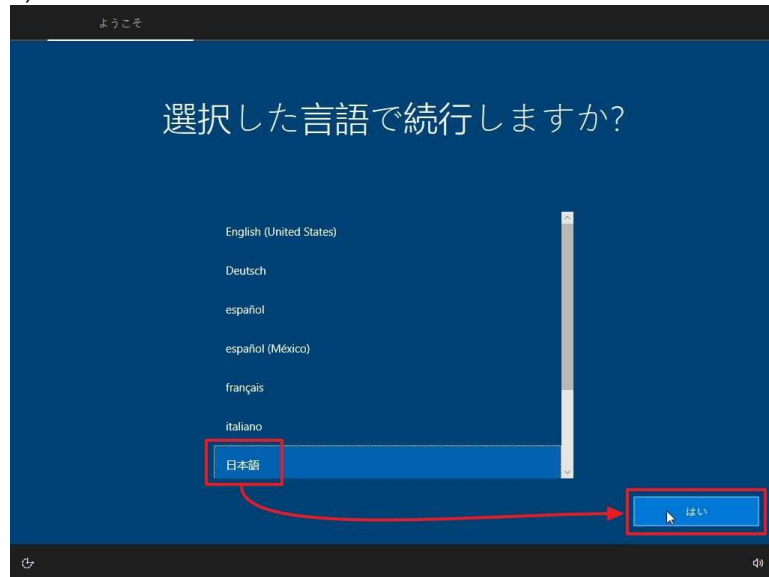 ようこそ
選択した言語で続行しますか?
English (United States)
Deutsch
español
español (México)
français
italiano
日本語
はい